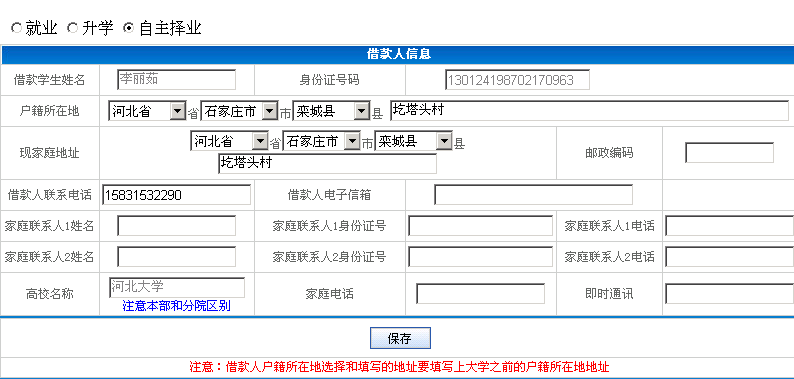 就业 升学 自主择业
借款人信息
借款学生姓名 李丽茹 身份证号码 130124198702170963
户籍所在地 河北省 省 石家庄市 市 栾城县 县 圪塔头村
现家庭地址 河北省 省 石家庄市 市 栾城县 县 邮政编码
圪塔头村
借款人联系电话 15831532290 借款人电子信箱
家庭联系人1姓名 家庭联系人1身份证号 家庭联系人1电话
家庭联系人2姓名 家庭联系人2身份证号 家庭联系人2电话
高校名称 河北大学 家庭电话 即时通讯
注意本部和分院区别
保存
注意：借款人户籍所在地选择和填写的地址要填写上大学之前的户籍所在地地址